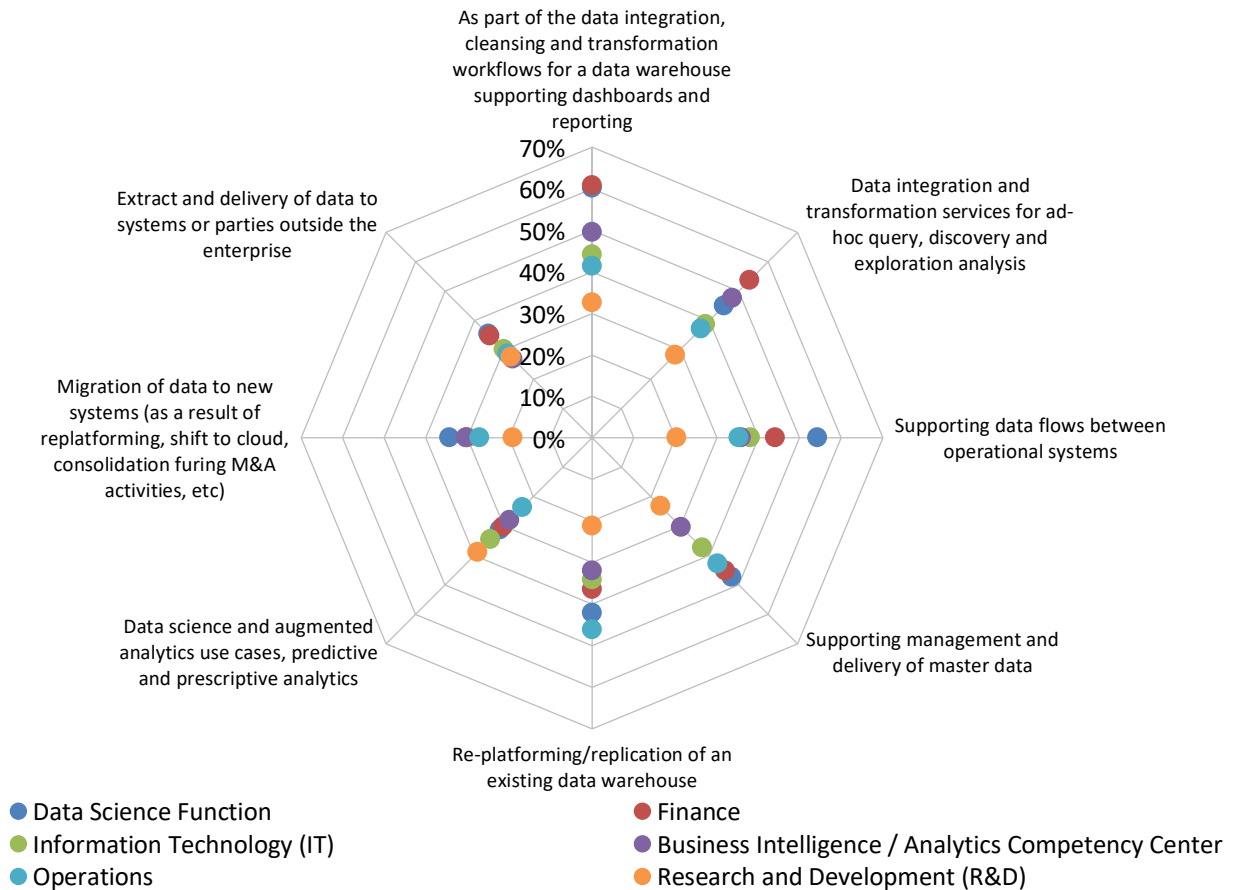 As part of the data integration,
cleansing and transformation
workflows for a data warehouse
supporting dashboards and
reporting
70%
60%
50%
40%
30%
20%
10%
0%
Data integration and
transformation services for ad-
hoc query, discovery and
exploration analysis
Supporting data flows between
operational systems
Supporting management and
delivery of master data
Re-platforming/replication of an
existing data warehouse
Data science and augmented
analytics use cases, predictive
and prescriptive analytics
Migration of data to new
systems (as a result of
replatforming, shift to cloud,
consolidation furing M&A
activities, etc)
Extract and delivery of data to
systems or parties outside the
enterprise
Data Science Function
Finance
Information Technology (IT)
Business Intelligence / Analytics Competency Center
Operations
Research and Development (R&D)